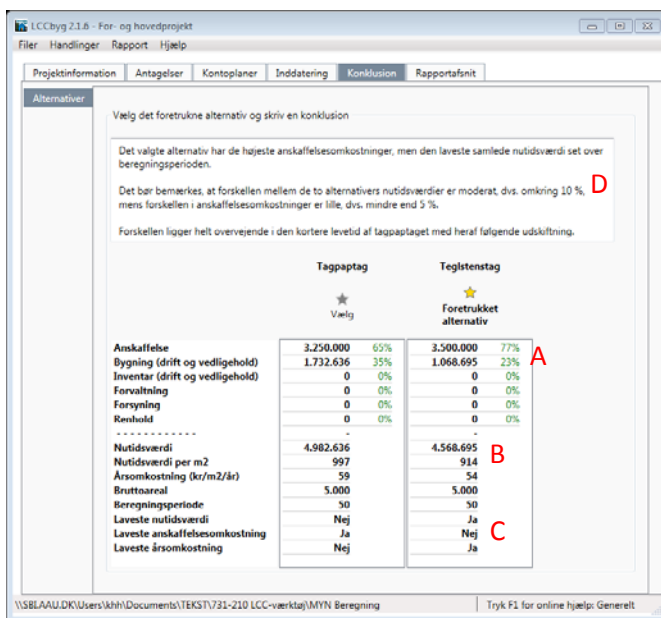 LCCbyg 2.1.6 - For- og hovedprojekt
Filer Handlinger Rapport Hjælp
Projektinformation Antagelser Kontoplaner Inddatering Konklusion Rapportafsnit
Alternativer
Vælg det foretrukne alternativ og skriv en konklusion
Det valgte alternativ har de højeste anskaffelsesomkostninger, men den laveste samlede nutidsværdi set over
beregningsperioden.
Det bør bemærkes, at forskellen mellem de to alternativers nutidsværdier er moderat, dvs. omkring 10 %, D
mens forskellen i anskaffelsesomkostninger er lille, dvs. mindre end 5 %.
Forskellen ligger helt overvejende i den kortere levetid af tagpaptaget med heraf følgende udskiftning.
Tagpaptag Teglstenstag
Vælg Foretrukket
alternativ
Anskaffelse 3.250.000 65% 3.500.000 77% A
Bygning (drift og vedligehold) 1.732.636 35% 1.068.695 23%
Inventar (drift og vedligehold) 0 0% 0 0%
Forvaltning 0 0% 0 0%
Forsyning 0 0% 0 0%
Renhold 0 0% 0 0%
- - - - - - - - - - - - - -
Nutidsværdi 4.982.636 4.568.695 B
Nutidsværdi per m2 997 914
Årsomkostning (kr/m2/år) 59 54
Bruttoareal 5.000 5.000
Beregningsperiode 50 50
Laveste nutidsværdi Nej Ja
Laveste anskaffelsesomkostning Ja Nej C
Laveste årsomkostning Nej Ja
\\SBI.AAU.DK\Users\khh\Documents\TEKST\731-210 LCC-værktøj\MYN Beregning Tryk F1 for online hjælp: Generelt